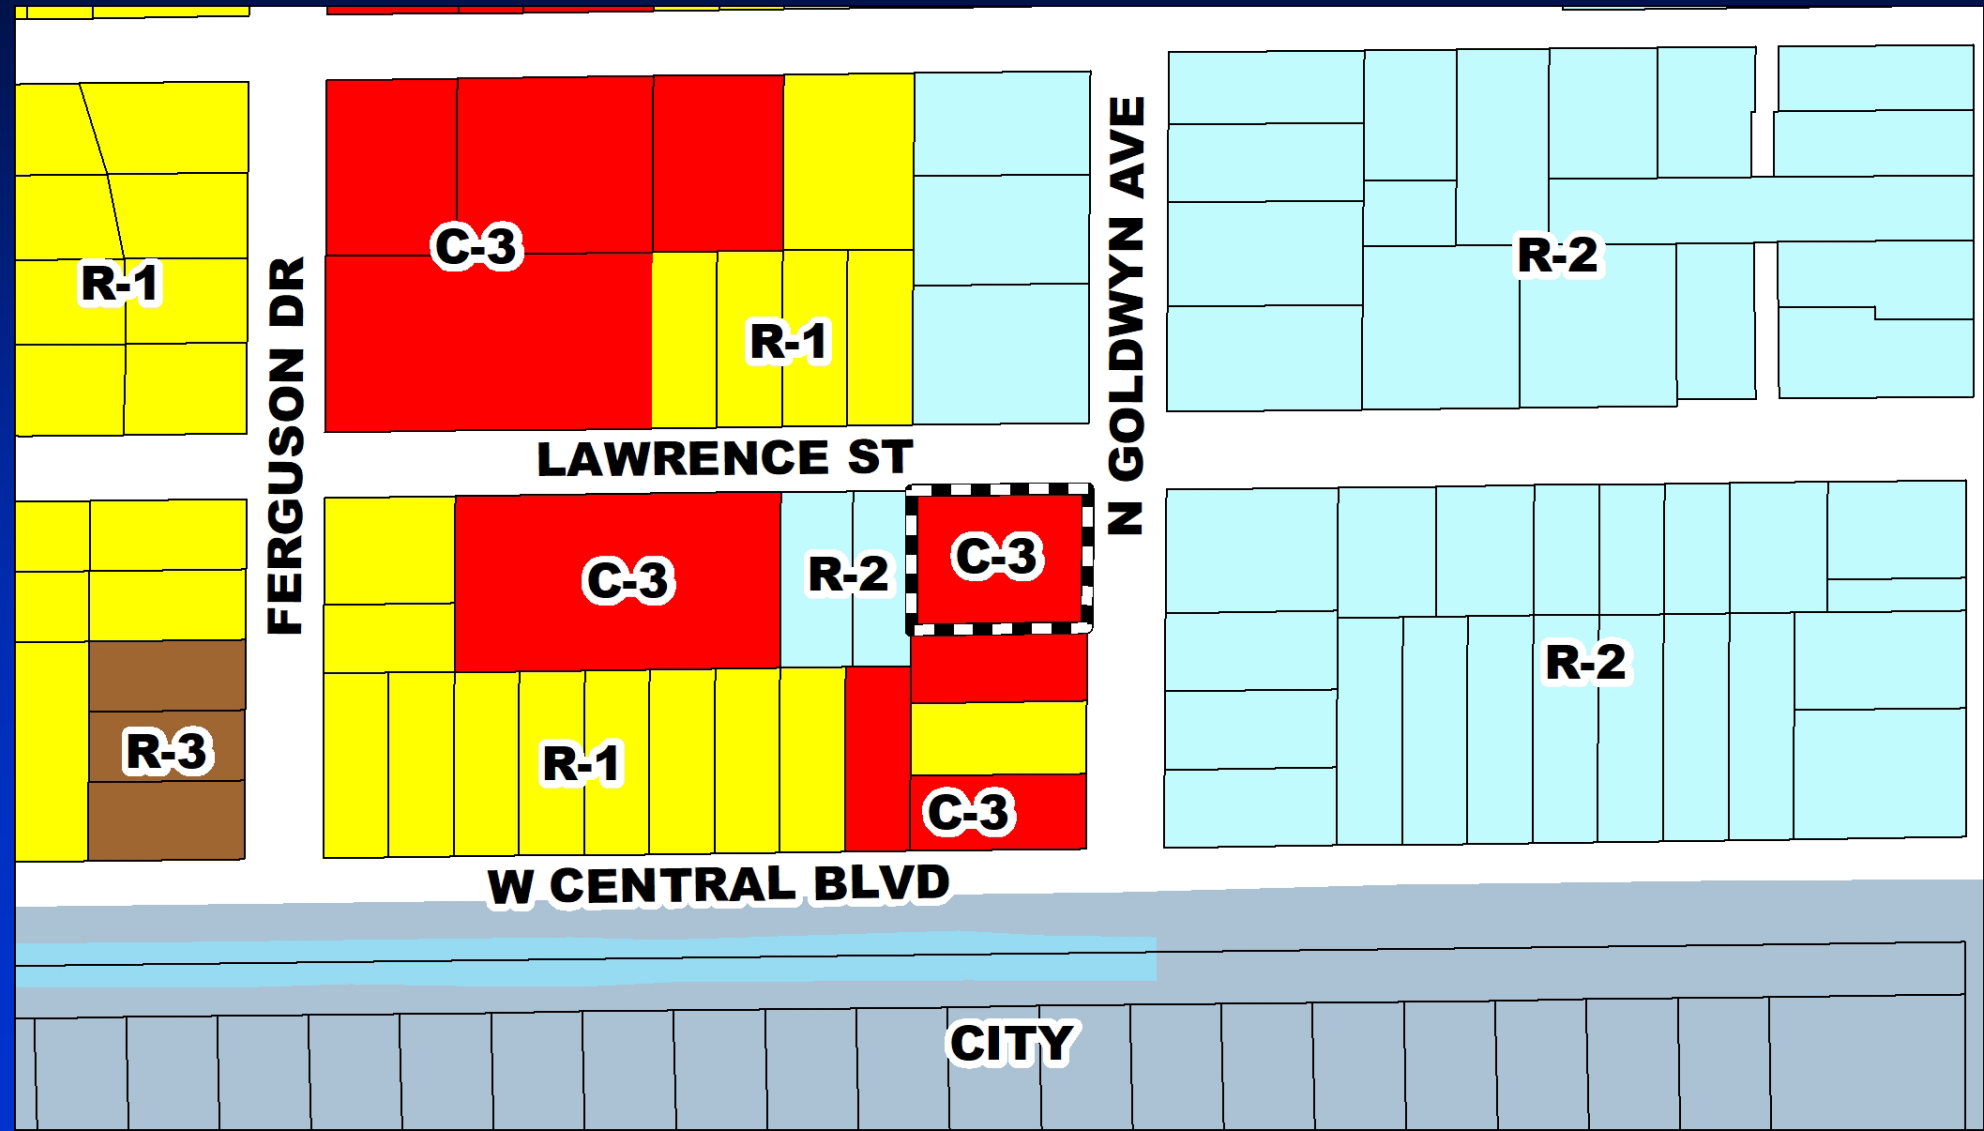 C-3
R-1
R-2
R-1
FERGUSON DR
N GOLDWYN AVE
LAWRENCE ST
C-3
R-2
C-3
R-2
R-3
R-1
C-3
W CENTRAL BLVD
CITY